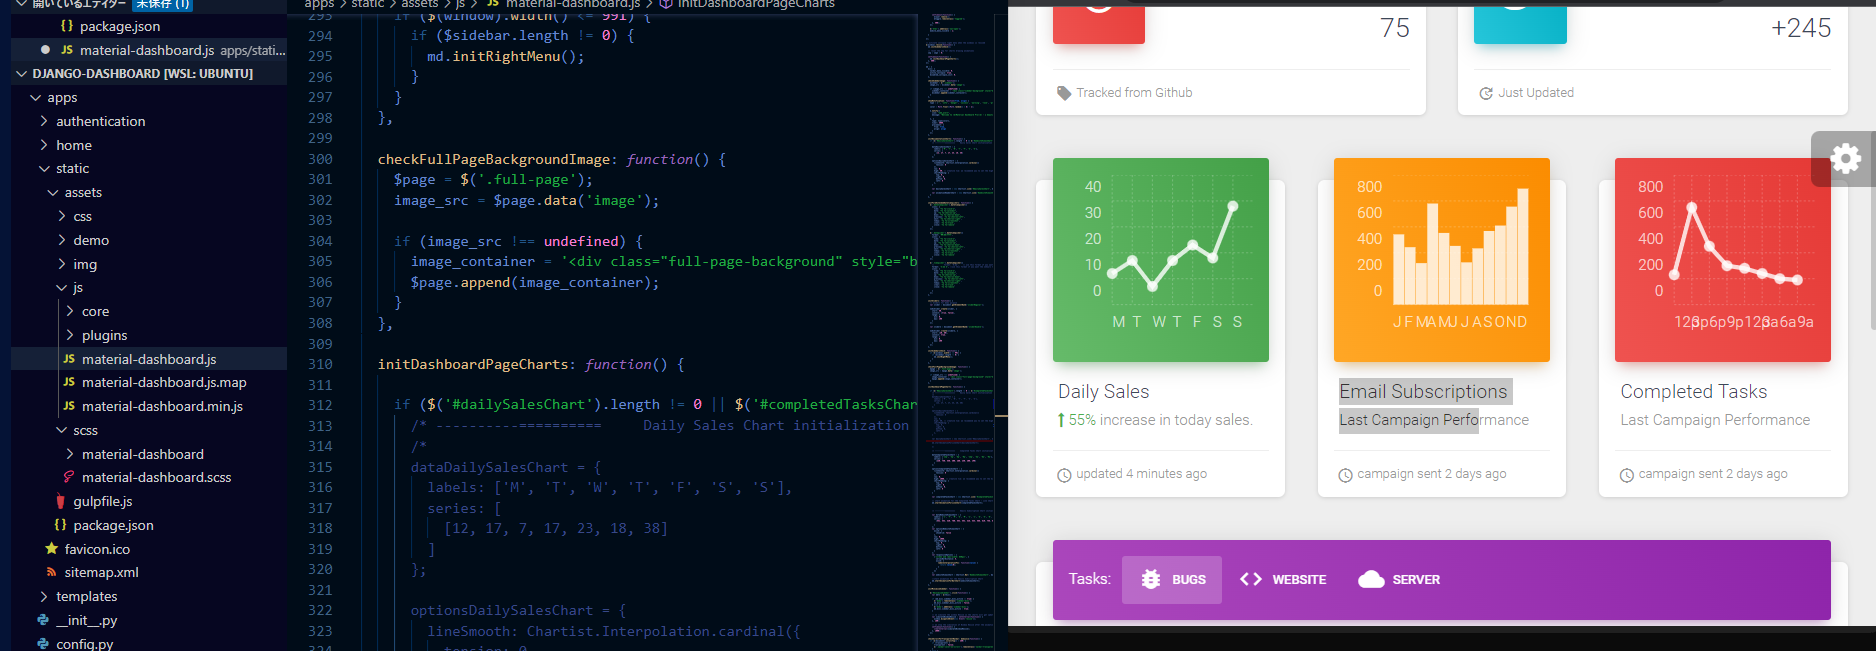 開いているエディター 未保存 (1)
package.json
material-dashboard.js apps/stati...
DJANGO-DASHBOARD [WSL: UBUNTU]
apps
authentication
home
static
assets
css
demo
img
js
core
plugins
JS material-dashboard.js
JS material-dashboard.js.map
JS material-dashboard.min.js
scss
material-dashboard
material-dashboard.scss
gulpfile.js
{} package.json
favicon.ico
sitemap.xml
templates
__init__.py
config.py
apps > static > assets > js > JS material-dashboard.js > initDashboardPageCharts
293 if ($(window).width() <= 991) {
294 if ($sidebar.length != 0) {
295 md.initRightMenu();
296 }
297 }
298 },
299
300 checkFullPageBackgroundImage: function() {
301 $page = $('.full-page');
302 image_src = $page.data('image');
303
304 if (image_src !== undefined) {
305 image_container = '<div class="full-page-background" style="b
306 $page.append(image_container);
307 }
308 },
309
310 initDashboardPageCharts: function() {
311
312 if ($('#dailySalesChart').length != 0 || $('#completedTasksChar
313 /* ----------========== Daily Sales Chart initialization
314 /*
315 dataDailySalesChart = {
316 labels: ['M', 'T', 'W', 'T', 'F', 'S', 'S'],
317 series: [
318 [12, 17, 7, 17, 23, 18, 38]
319 ]
320 };
321
322 optionsDailySalesChart = {
323 lineSmooth: Chartist.Interpolation.cardinal({
324 tension: 0
75
Tracked from Github
+245
Just Updated
40
30
20
10
0
M T W T F S S
Daily Sales
55% increase in today sales.
updated 4 minutes ago
800
600
400
200
0
J F M A M J J A S O N D
Email Subscriptions
Last Campaign Performance
campaign sent 2 days ago
800
600
400
200
0
12p 3p 6p 9p 12p 3a 6a 9a
Completed Tasks
Last Campaign Performance
campaign sent 2 days ago
Tasks: BUGS <> WEBSITE SERVER